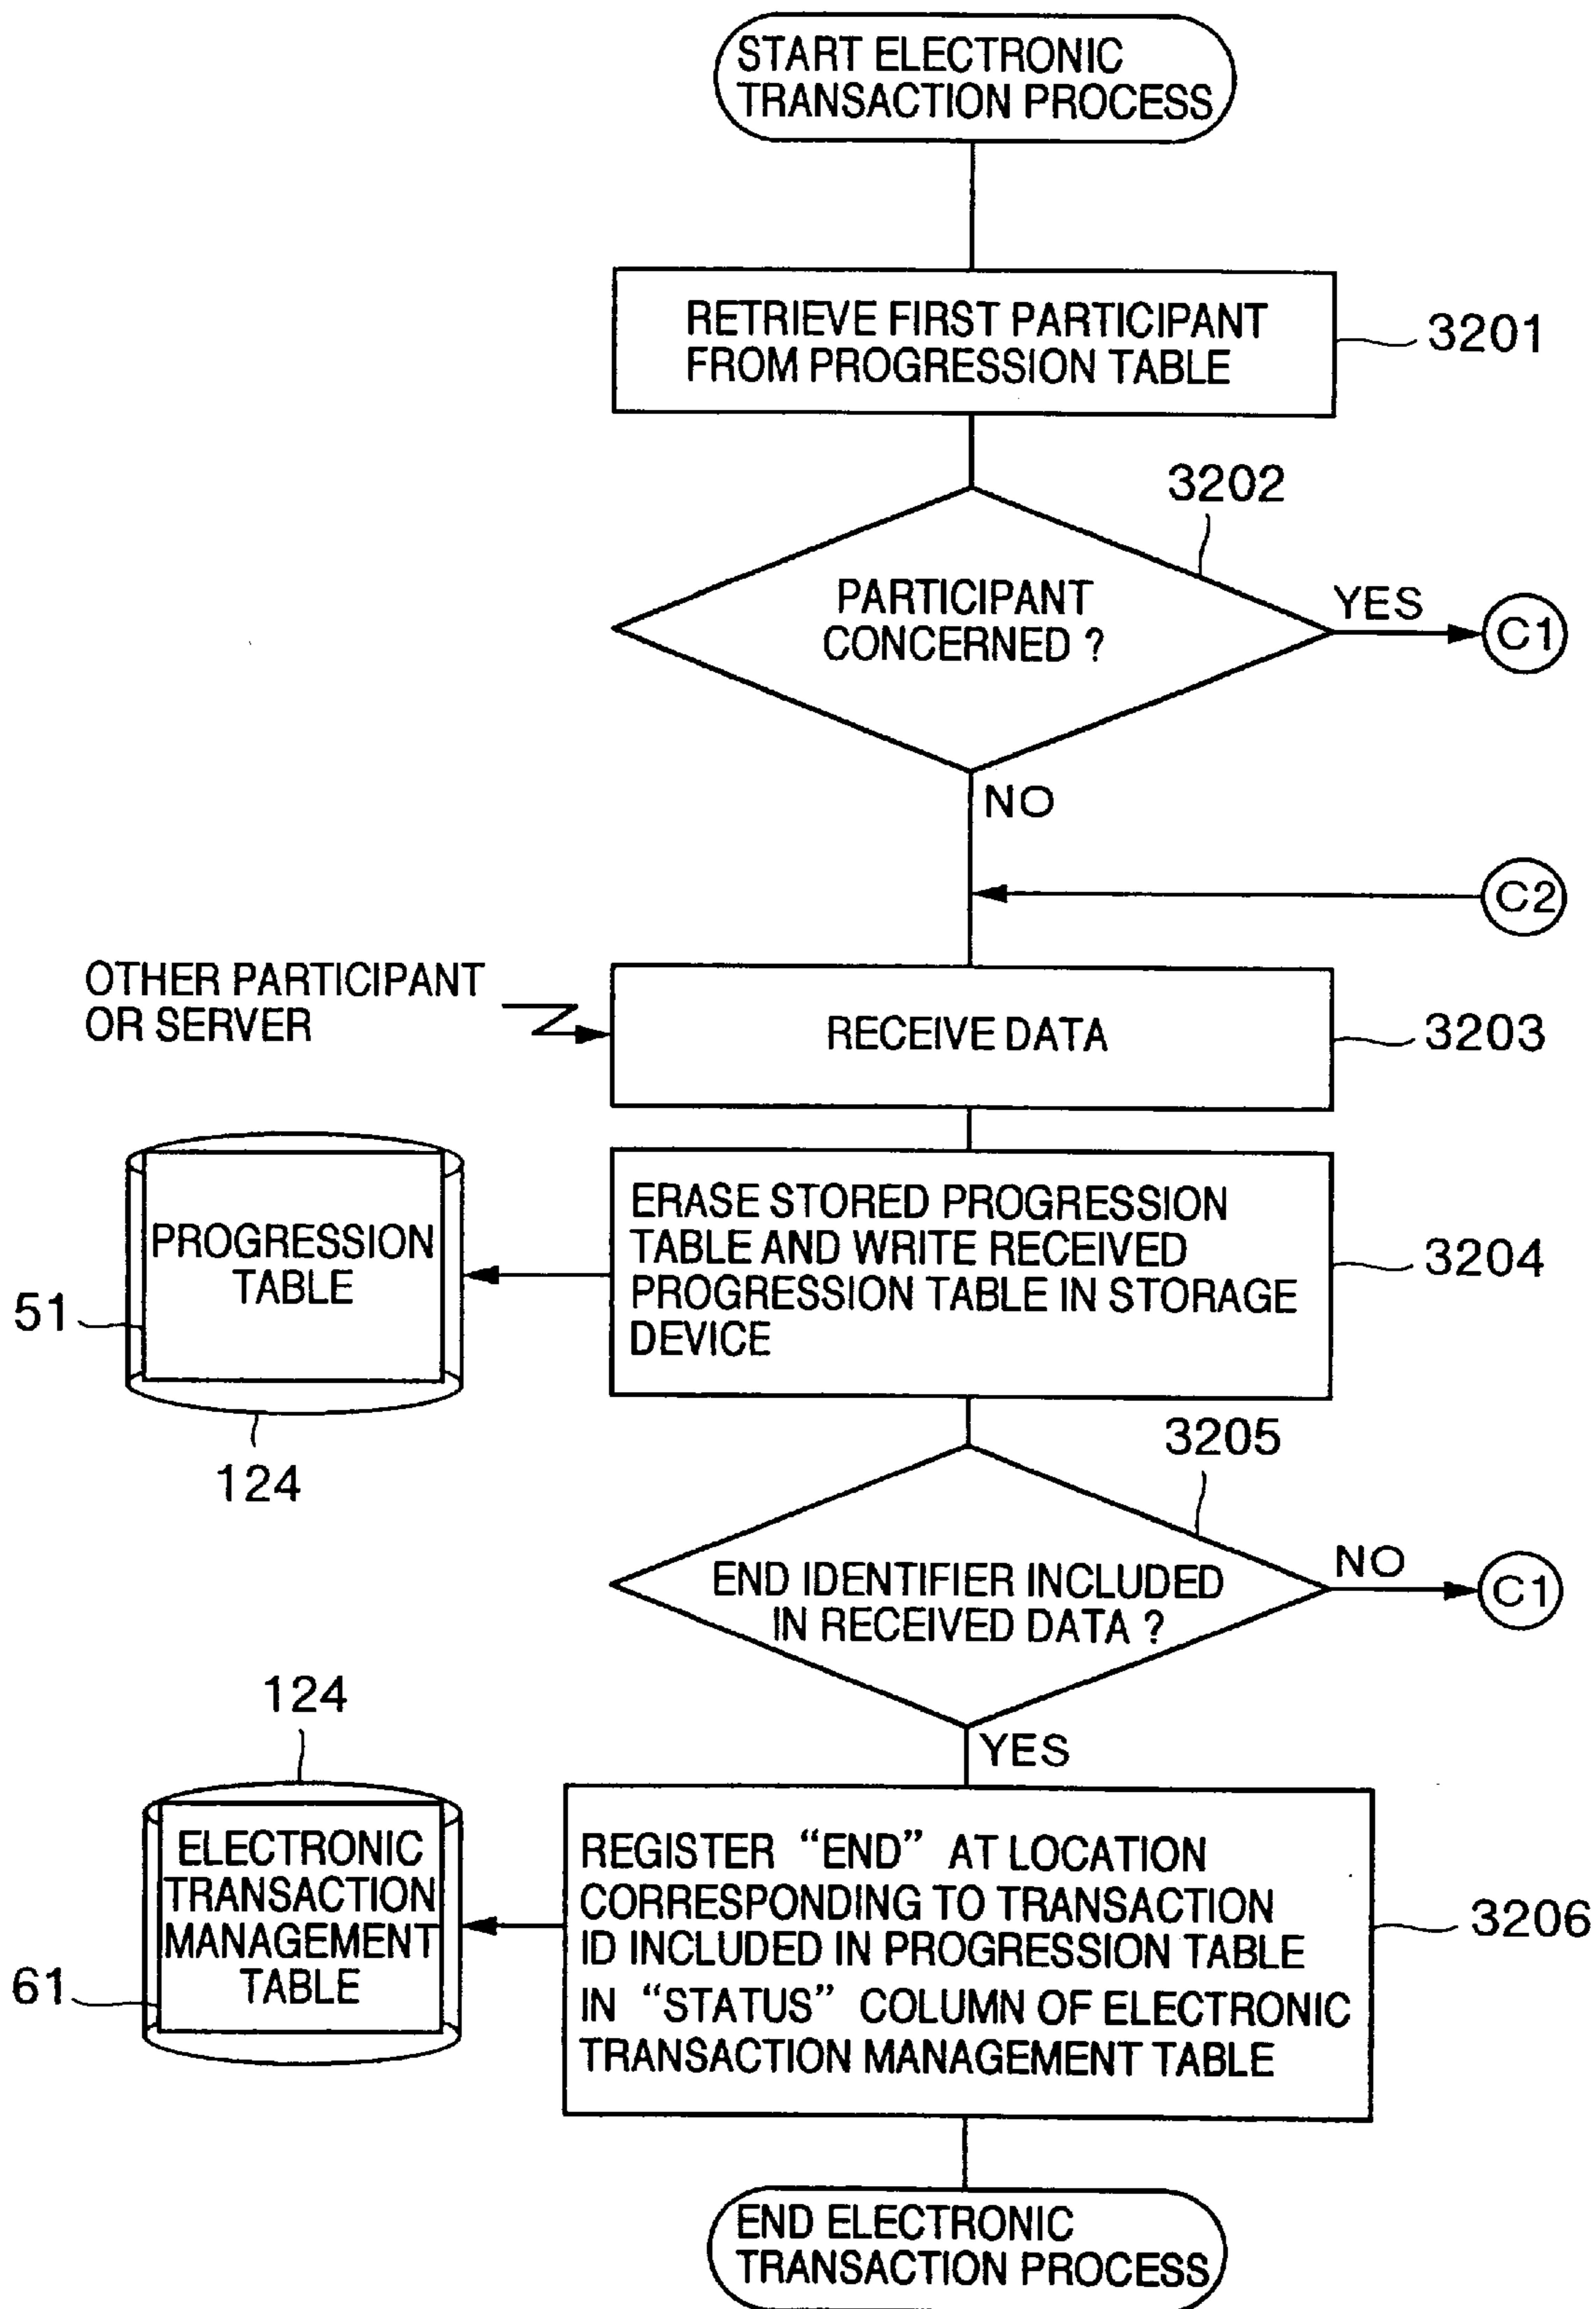 START ELECTRONIC
TRANSACTION PROCESS
RETRIEVE FIRST PARTICIPANT
FROM PROGRESSION TABLE
3201
3202
PARTICIPANT
CONCERNED ?
YES
C1
NO
C2
OTHER PARTICIPANT
OR SERVER
RECEIVE DATA
3203
PROGRESSION
TABLE
51
124
ERASE STORED PROGRESSION
TABLE AND WRITE RECEIVED
PROGRESSION TABLE IN STORAGE
DEVICE
3204
3205
END IDENTIFIER INCLUDED
IN RECEIVED DATA ?
NO
C1
YES
124
ELECTRONIC
TRANSACTION
MANAGEMENT
TABLE
61
REGISTER “END” AT LOCATION
CORRESPONDING TO TRANSACTION
ID INCLUDED IN PROGRESSION TABLE
IN “STATUS” COLUMN OF ELECTRONIC
TRANSACTION MANAGEMENT TABLE
3206
END ELECTRONIC
TRANSACTION PROCESS